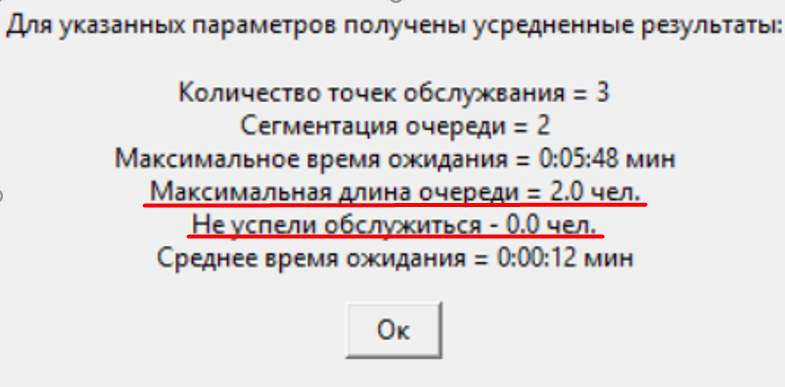 Для указанных параметров получены усредненные результаты:
Количество точек обслужвания = 3
Сегментация очереди = 2
Максимальное время ожидания = 0:05:48 мин
Максимальная длина очереди = 2.0 чел.
Не успели обслужиться - 0.0 чел.
Среднее время ожидания = 0:00:12 мин
Ок